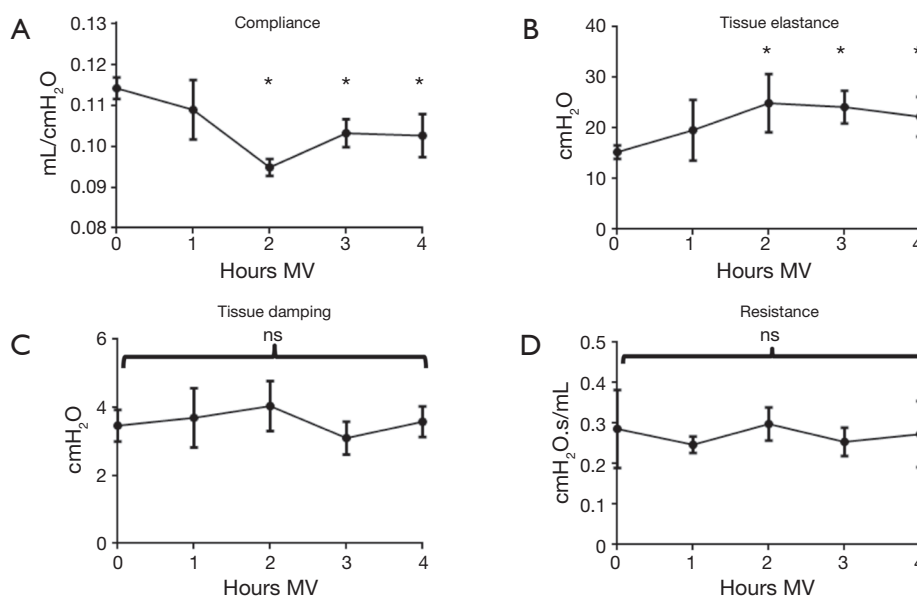 A
Compliance
0.13
0.12
0.11
0.10
0.09
0.08
mL/cmH₂O
* * *
0 1 2 3 4
Hours MV
B
Tissue elastance
40
30
20
10
0
cmH₂O
* * *
0 1 2 3 4
Hours MV
C
Tissue damping
ns
6
4
2
0
cmH₂O
0 1 2 3 4
Hours MV
D
Resistance
ns
0.5
0.4
0.3
0.2
0.1
0
cmH₂O.s/mL
0 1 2 3 4
Hours MV